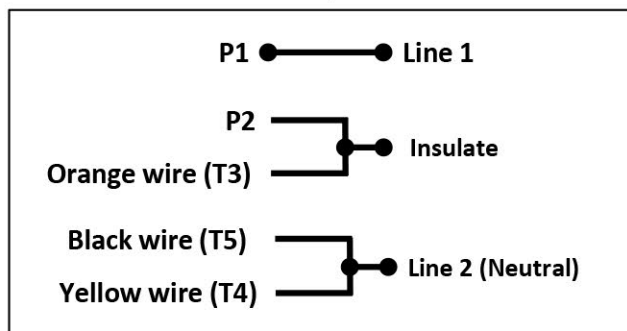 P1 Line 1
P2
Insulate
Orange wire (T3)
Black wire (T5)
Line 2 (Neutral)
Yellow wire (T4)